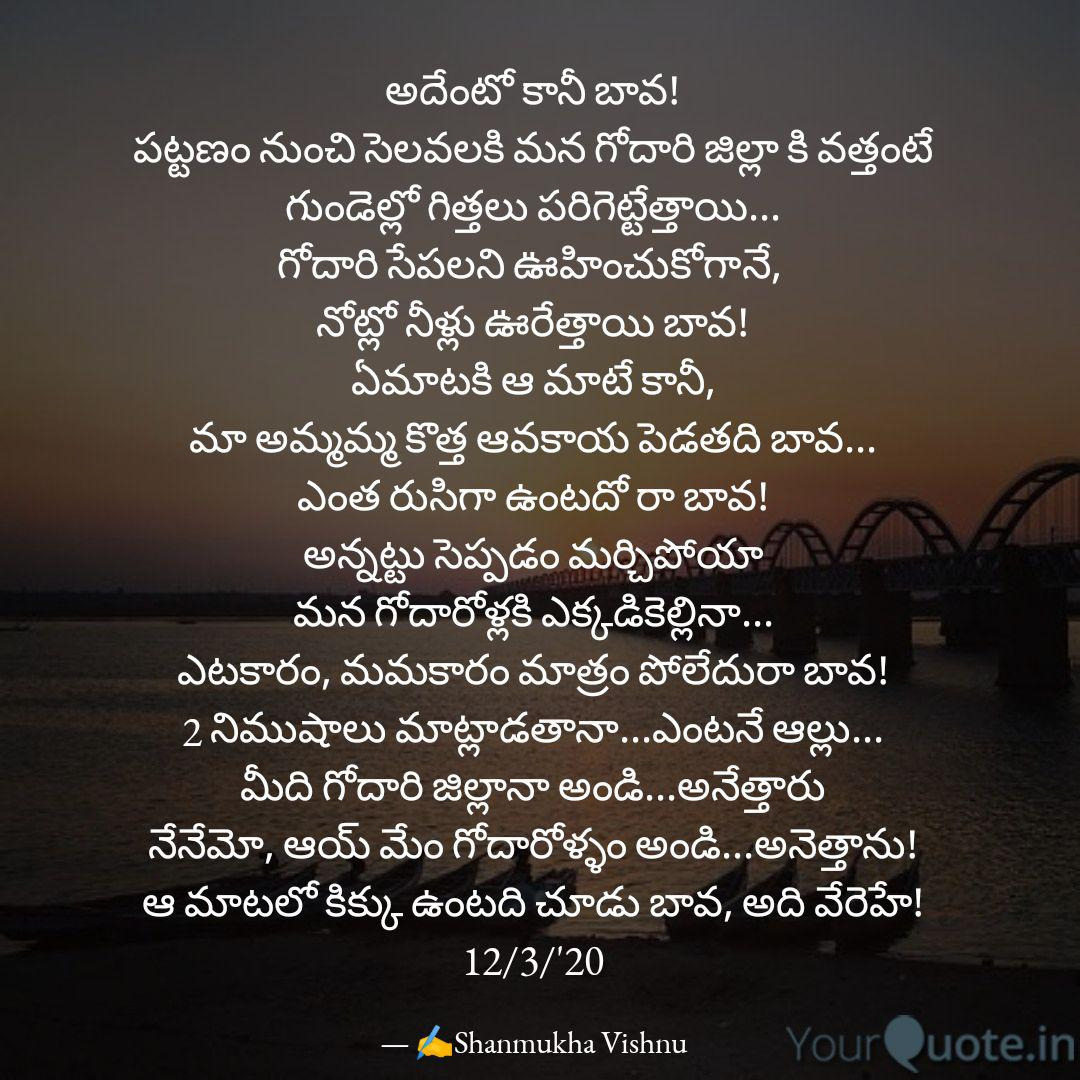 అదేంటో కానీ బావ!
పట్టణం నుంచి సెలవలకి మన గోదారి జిల్లా కి వత్తంటే
గుండెల్లో గిత్తలు పరిగెట్టేత్తాయి...
గోదారి సేపలని ఊహించుకోగానే,
నోట్లో నీళ్లు ఊరేత్తాయి బావ!
ఏమాటకి ఆ మాటే కానీ,
మా అమ్మమ్మ కొత్త ఆవకాయ పెడతది బావ...
ఎంత రుసిగా ఉంటదో రా బావ!
అన్నట్టు సెప్పడం మర్చిపోయా
మన గోదారోళ్లకి ఎక్కడికెల్లినా...
ఎటకారం, మమకారం మాత్రం పోలేదురా బావ!
2 నిముషాలు మాట్లాడతానా...ఎంటనే ఆల్లు...
మీది గోదారి జిల్లానా అండి...అనేత్తారు
నేనేమో, ఆయ్ మేం గోదారోళ్ళం అండి...అనెత్తాను!
ఆ మాటలో కిక్కు ఉంటది చూడు బావ, అది వేరెహే!
12/3/'20
— ✍️Shanmukha Vishnu
YourQuote.in